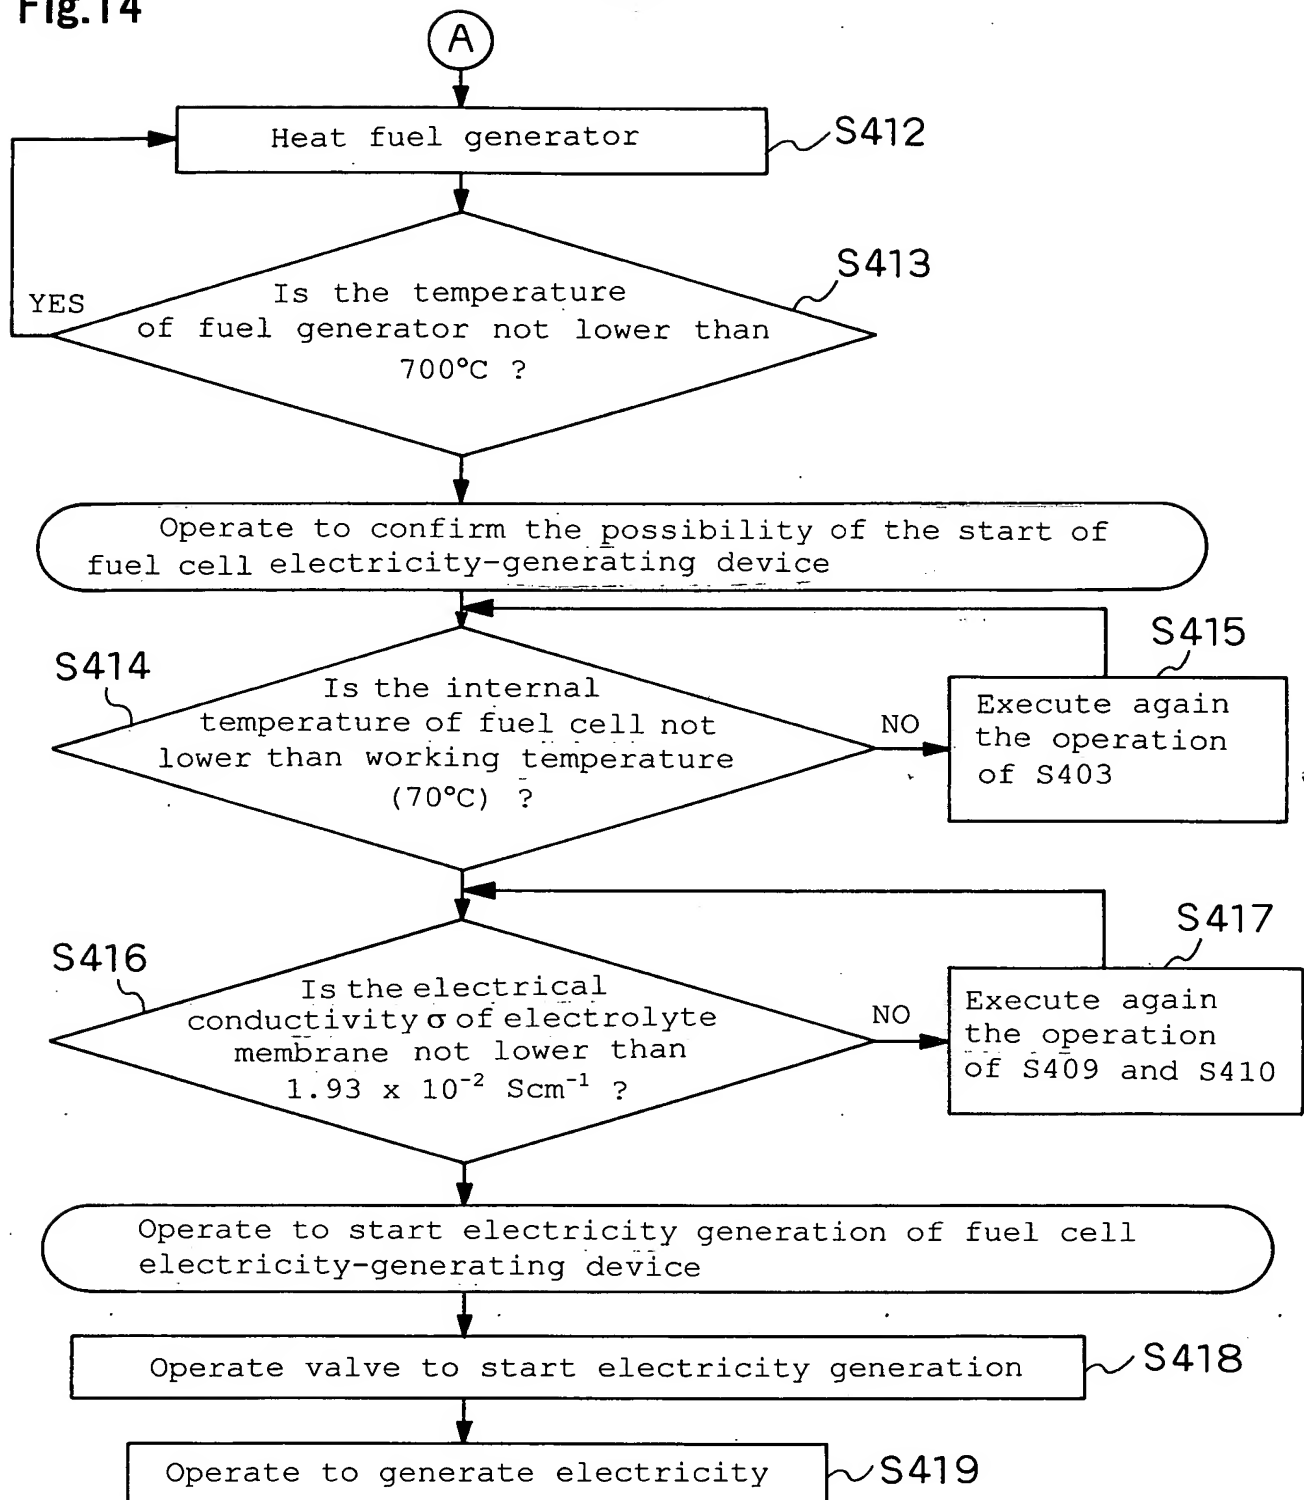 Fig.14
A
Heat fuel generator
S412
S413
Is the temperature
of fuel generator not lower than
700°C ?
YES
Operate to confirm the possibility of the start of
fuel cell electricity-generating device
S414
Is the internal
temperature of fuel cell not
lower than working temperature
(70°C) ?
NO
S415
Execute again
the operation
of S403
S416
Is the electrical
conductivity σ of electrolyte
membrane not lower than
1.93 x 10⁻² Scm⁻¹ ?
NO
S417
Execute again
the operation
of S409 and S410
Operate to start electricity generation of fuel cell
electricity-generating device
Operate valve to start electricity generation
S418
Operate to generate electricity
S419